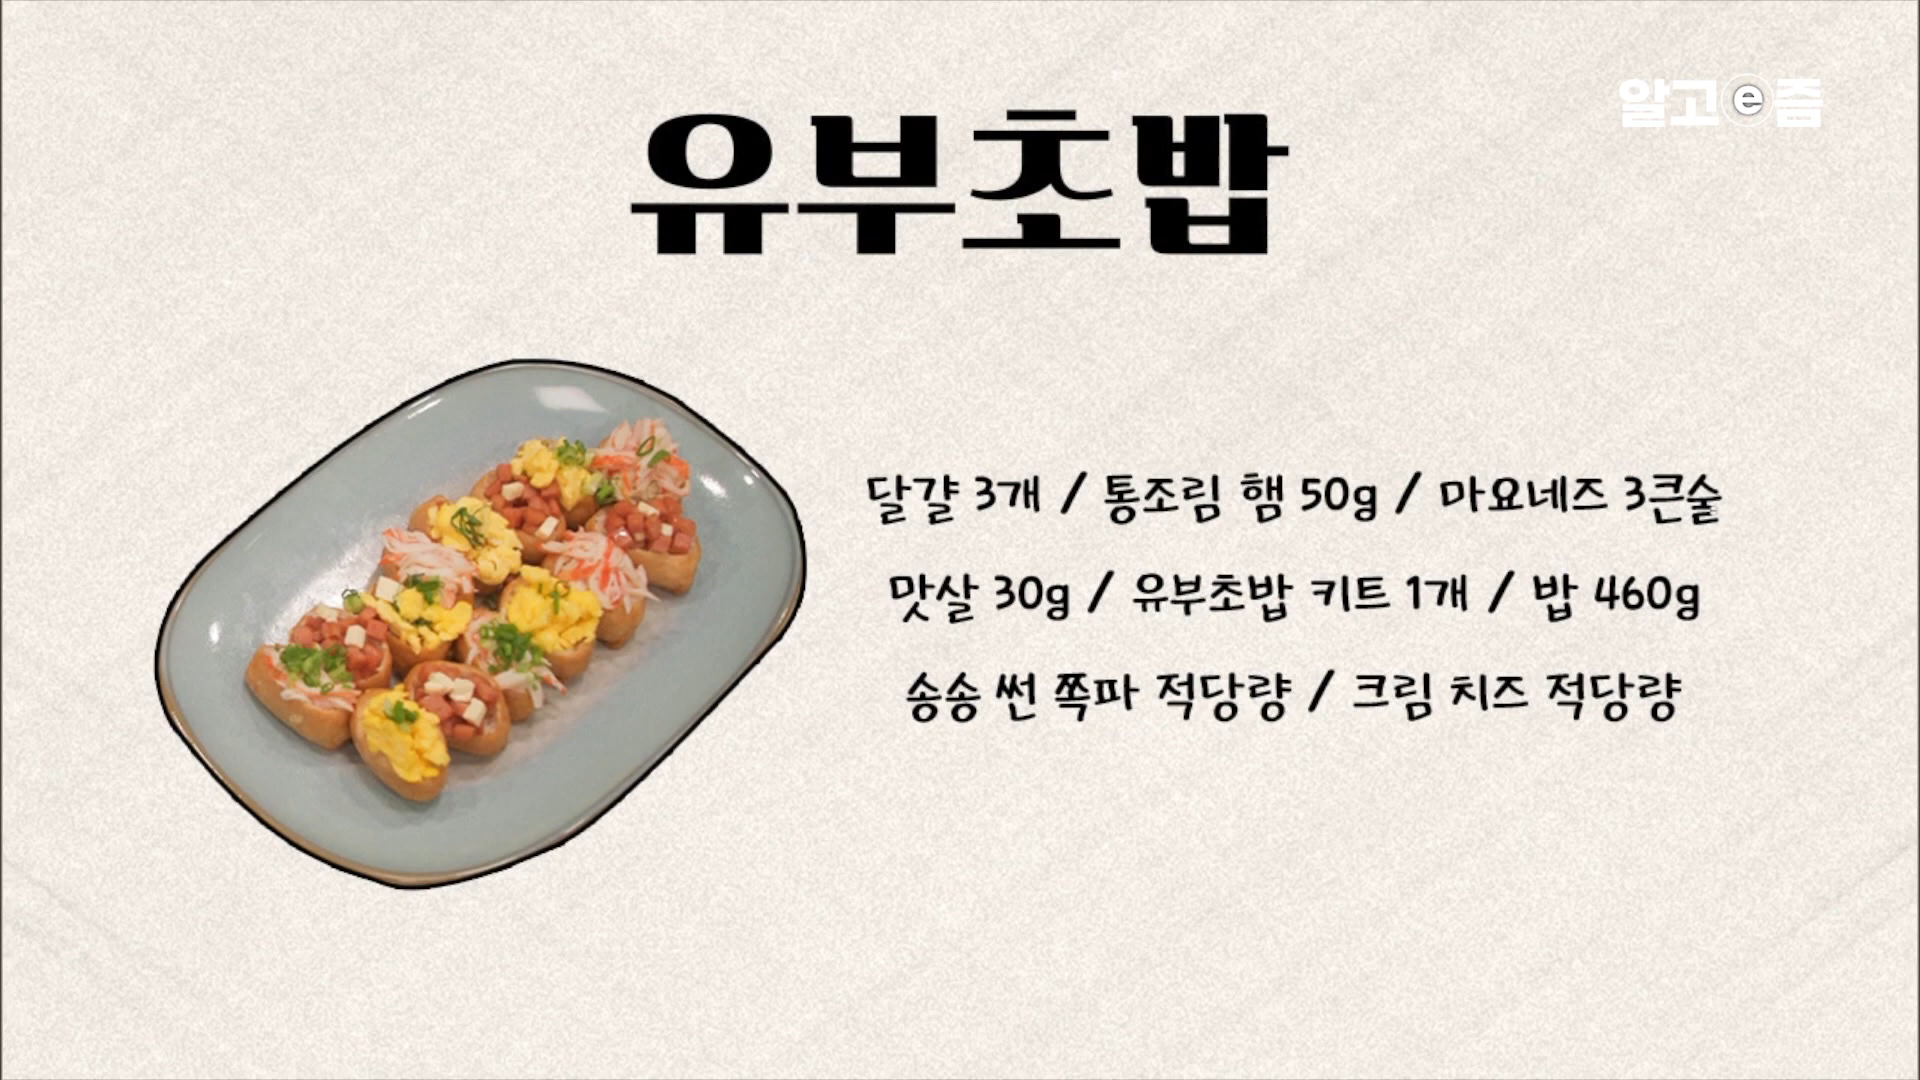 알고e즘
유부초밥
달걀 3개 / 통조림 햄 50g / 마요네즈 3큰술
맛살 30g / 유부초밥 키트 1개 / 밥 460g
송송 썬 쪽파 적당량 / 크림 치즈 적당량